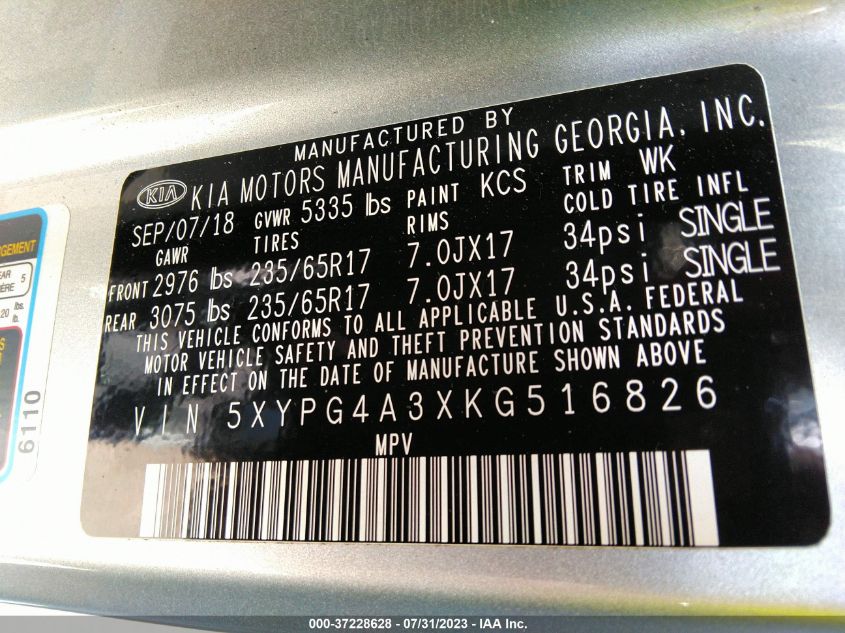 MANUFACTURED BY
KIA KIA MOTORS MANUFACTURING GEORGIA, INC.
SEP/07/18 GVWR 5335 lbs PAINT KCS TRIM WK
GAWR TIRES RIMS COLD TIRE INFL
FRONT 2976 lbs 235/65R17 7.0JX17 34psi SINGLE
REAR 3075 lbs 235/65R17 7.0JX17 34psi SINGLE
THIS VEHICLE CONFORMS TO ALL APPLICABLE U.S.A. FEDERAL
MOTOR VEHICLE SAFETY AND THEFT PREVENTION STANDARDS
IN EFFECT ON THE DATE OF MANUFACTURE SHOWN ABOVE
VIN 5XYPG4A3XKG516826
MPV
5
20 lbs.
lb.
6110
000-37228628 - 07/31/2023 - IAA Inc.